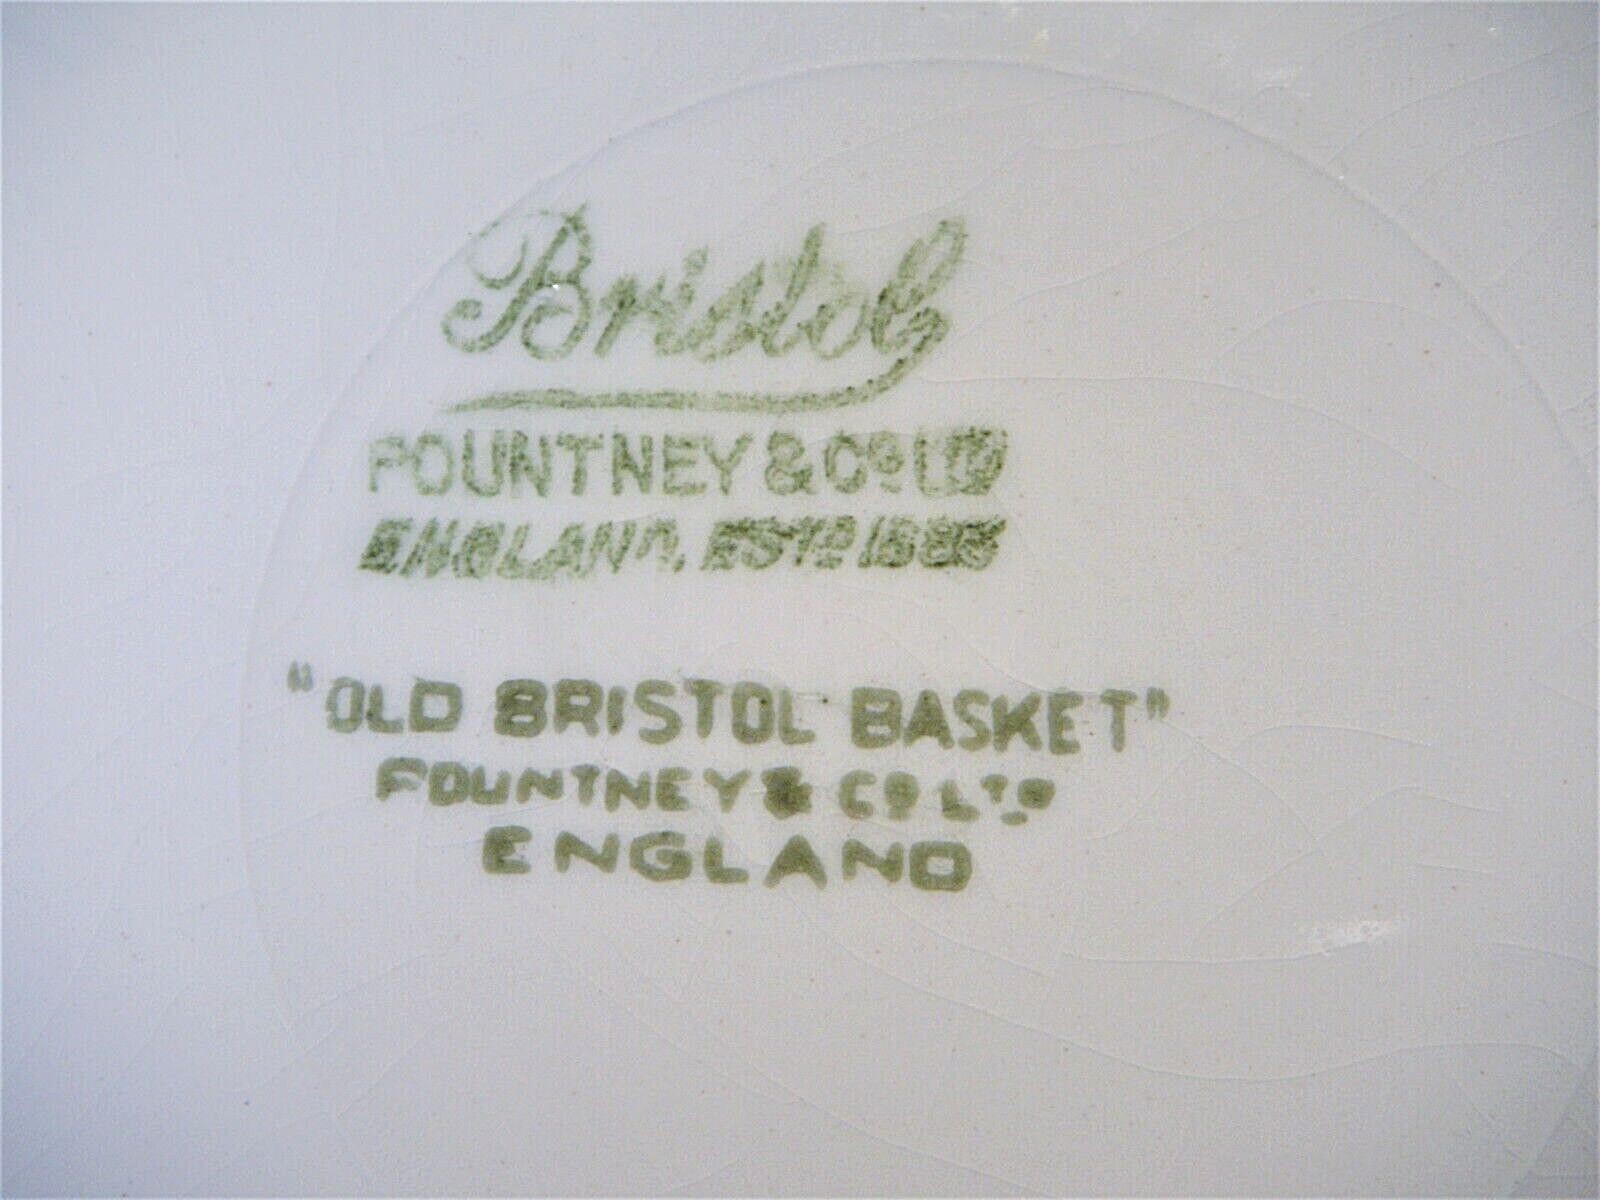 Bristol
POUNTNEY & Co LTD
ENGLAND. ESTD 1683
"OLD BRISTOL BASKET"
POUNTNEY & Co LTD
ENGLAND